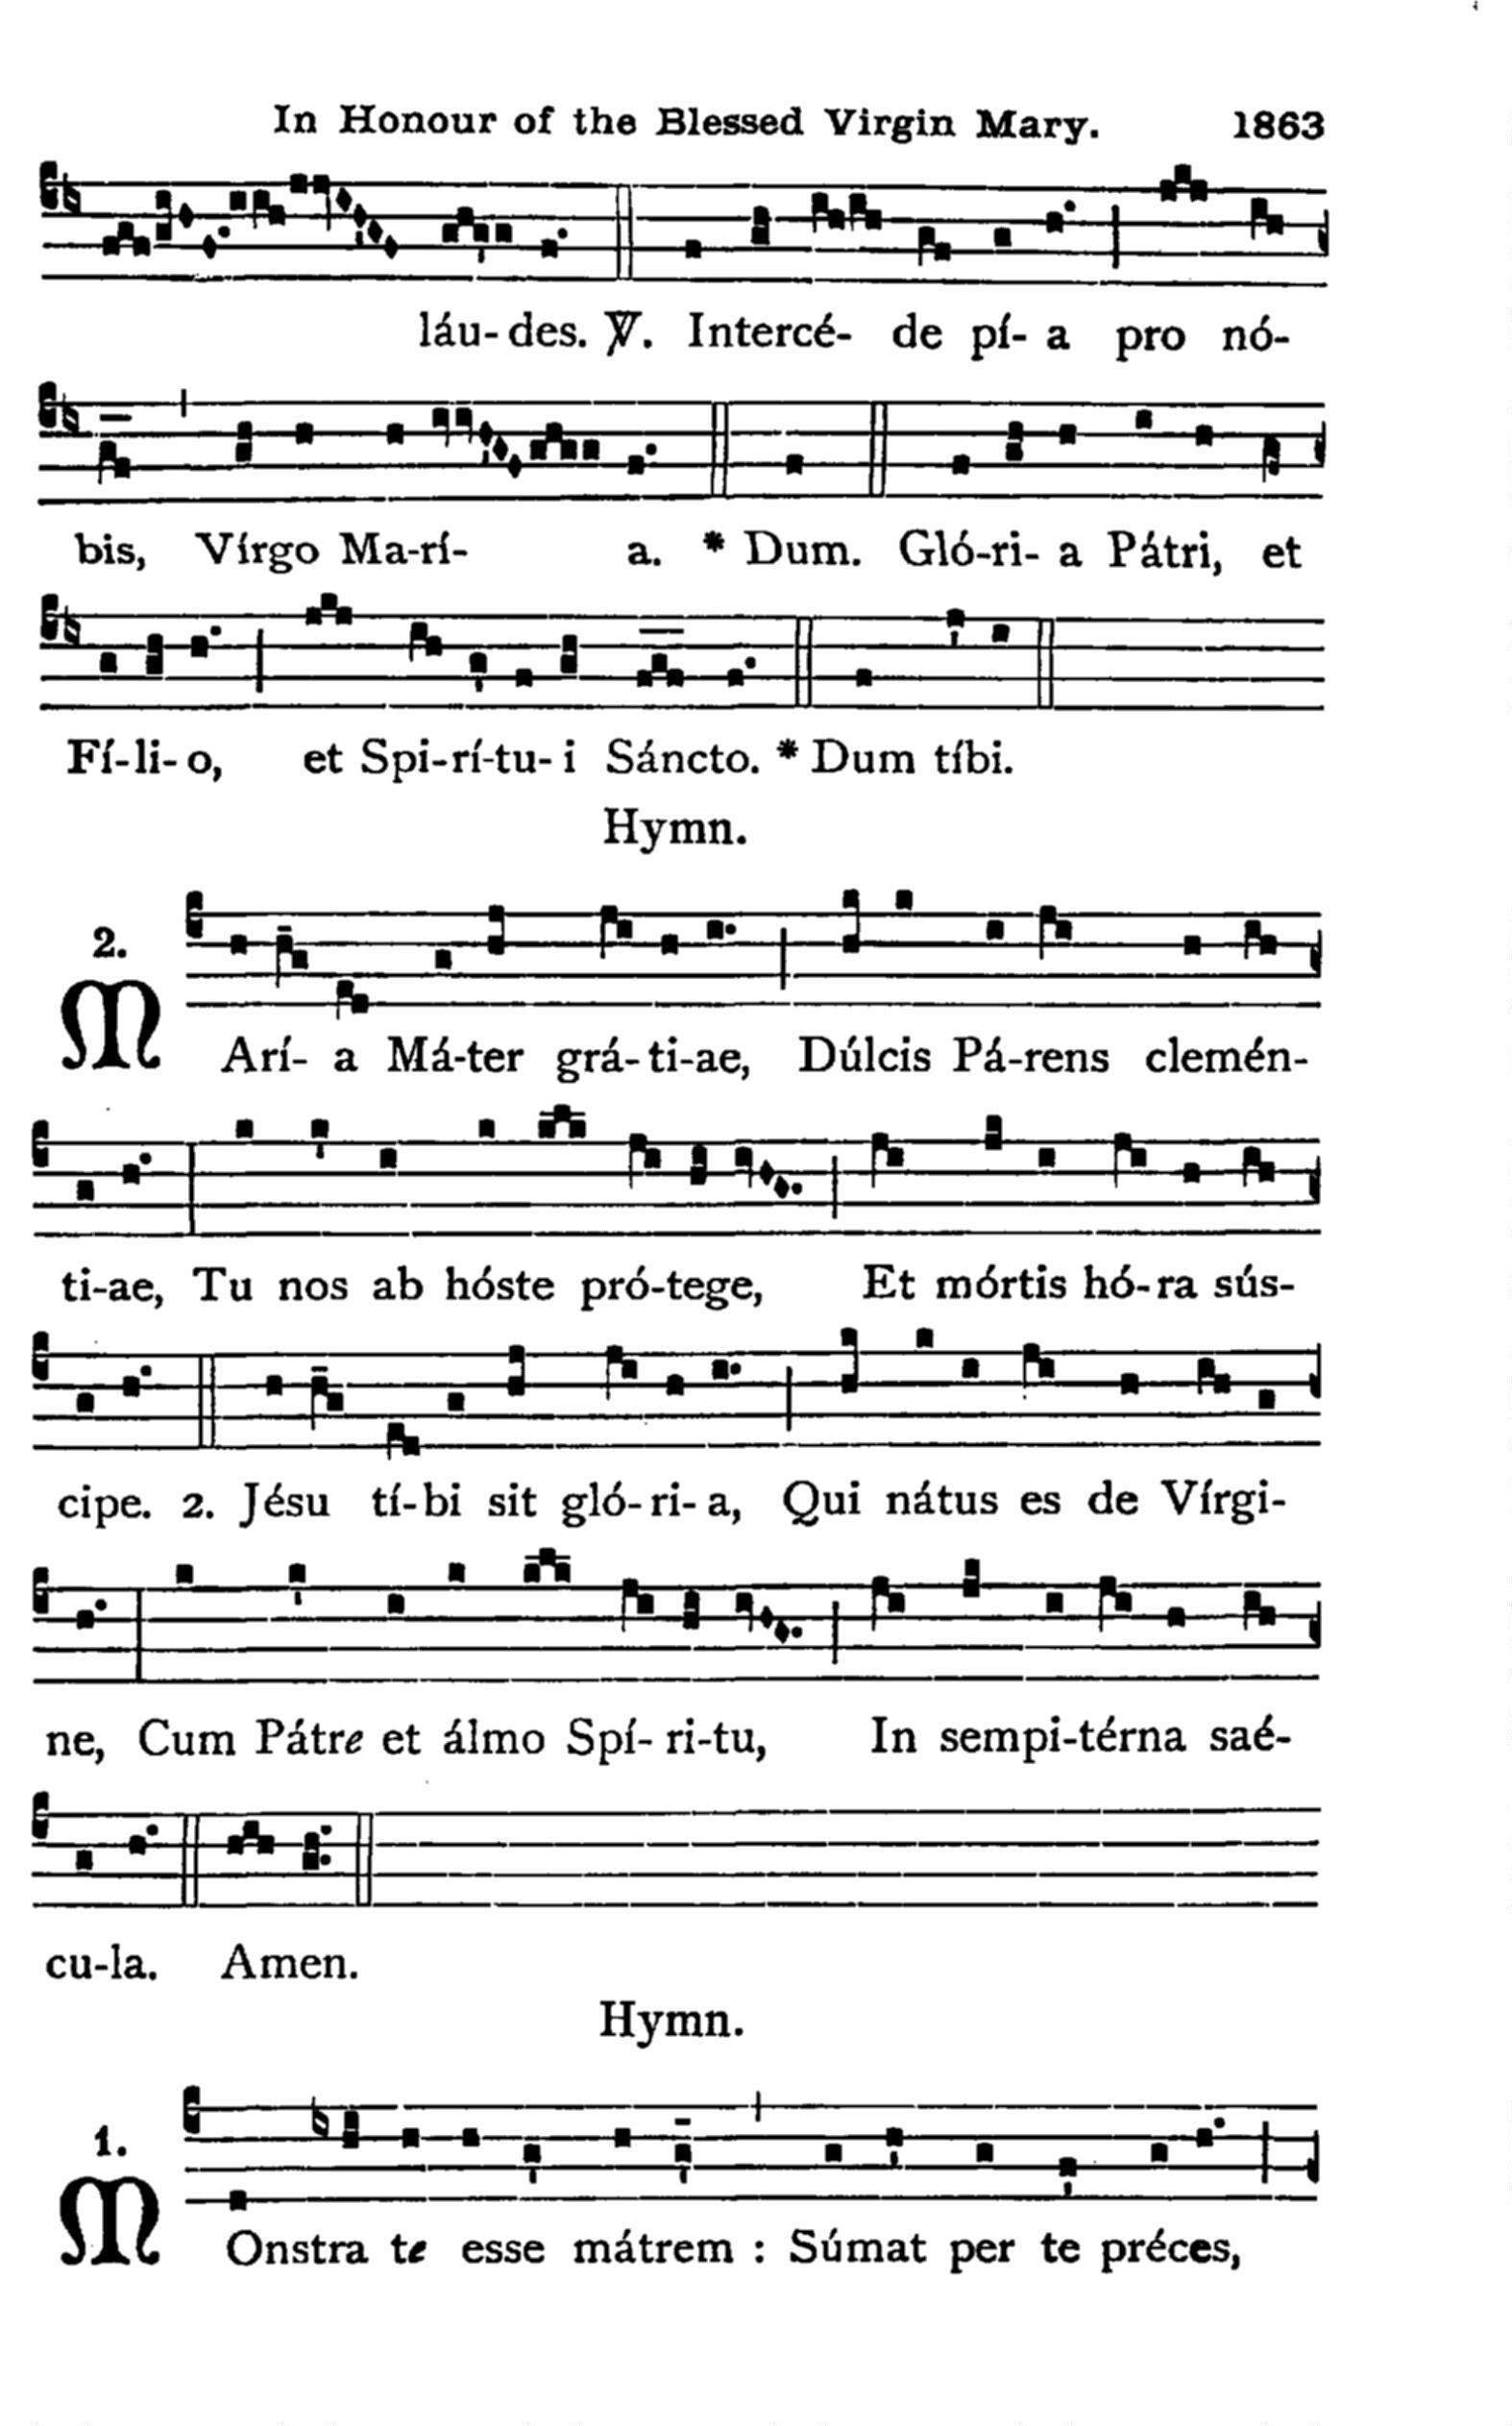 In Honour of the Blessed Virgin Mary. 1863
láu- des. ℣. Intercé- de pí- a pro nó-
bis, Vírgo Ma-rí- a. * Dum. Gló-ri- a Pátri, et
Fí-li- o, et Spi-rí-tu- i Sáncto. * Dum tíbi.
Hymn.
2.
MArí- a Má-ter grá- ti-ae, Dúlcis Pá-rens clemén-
ti-ae, Tu nos ab hóste pró-tege, Et mórtis hó- ra sús-
cipe. 2. Jésu tí- bi sit gló- ri- a, Qui nátus es de Vírgi-
ne, Cum Pátre et álmo Spí- ri-tu, In sempi-térna saé-
cu-la. Amen.
Hymn.
1.
MOnstra te esse mátrem : Súmat per te préces,